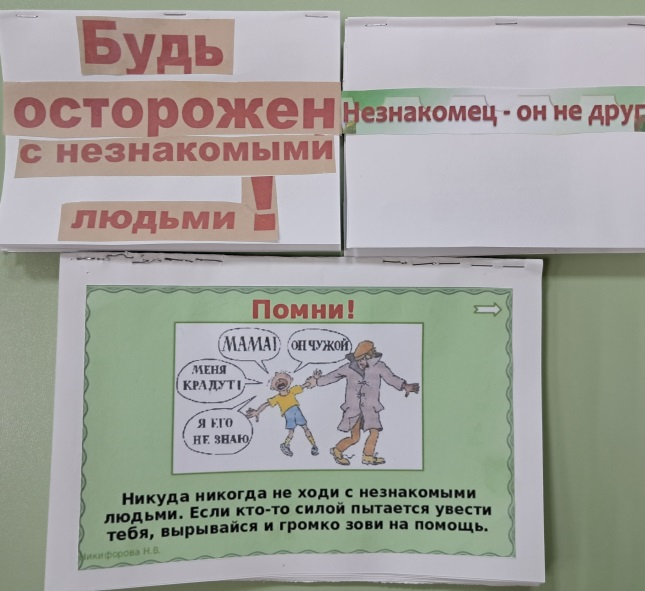 Будь
осторожен
с незнакомыми
людьми!
Незнакомец - он не друг
Помни!
МАМА!
ОН ЧУЖОЙ
МЕНЯ
КРАДУТ!
Я ЕГО
НЕ ЗНАЮ
Никуда никогда не ходи с незнакомыми
людьми. Если кто-то силой пытается увести
тебя, вырывайся и громко зови на помощь.
Никифорова Н.В.